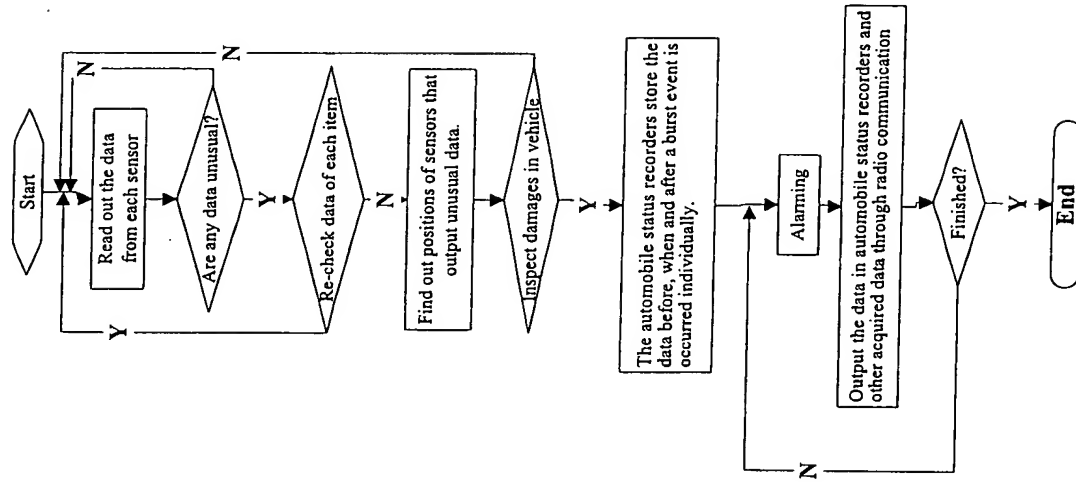 Start
N
N
Read out the data
from each sensor
Are any data unusual?
Y
Y
Re-check data of each item
N
Find out positions of sensors that
output unusual data.
Inspect damages in vehicle
Y
The automobile status recorders store the
data before, when and after a burst event is
occurred individually.
Alarming
Output the data in automobile status recorders and
other acquired data through radio communication
Finished?
N
Y
End